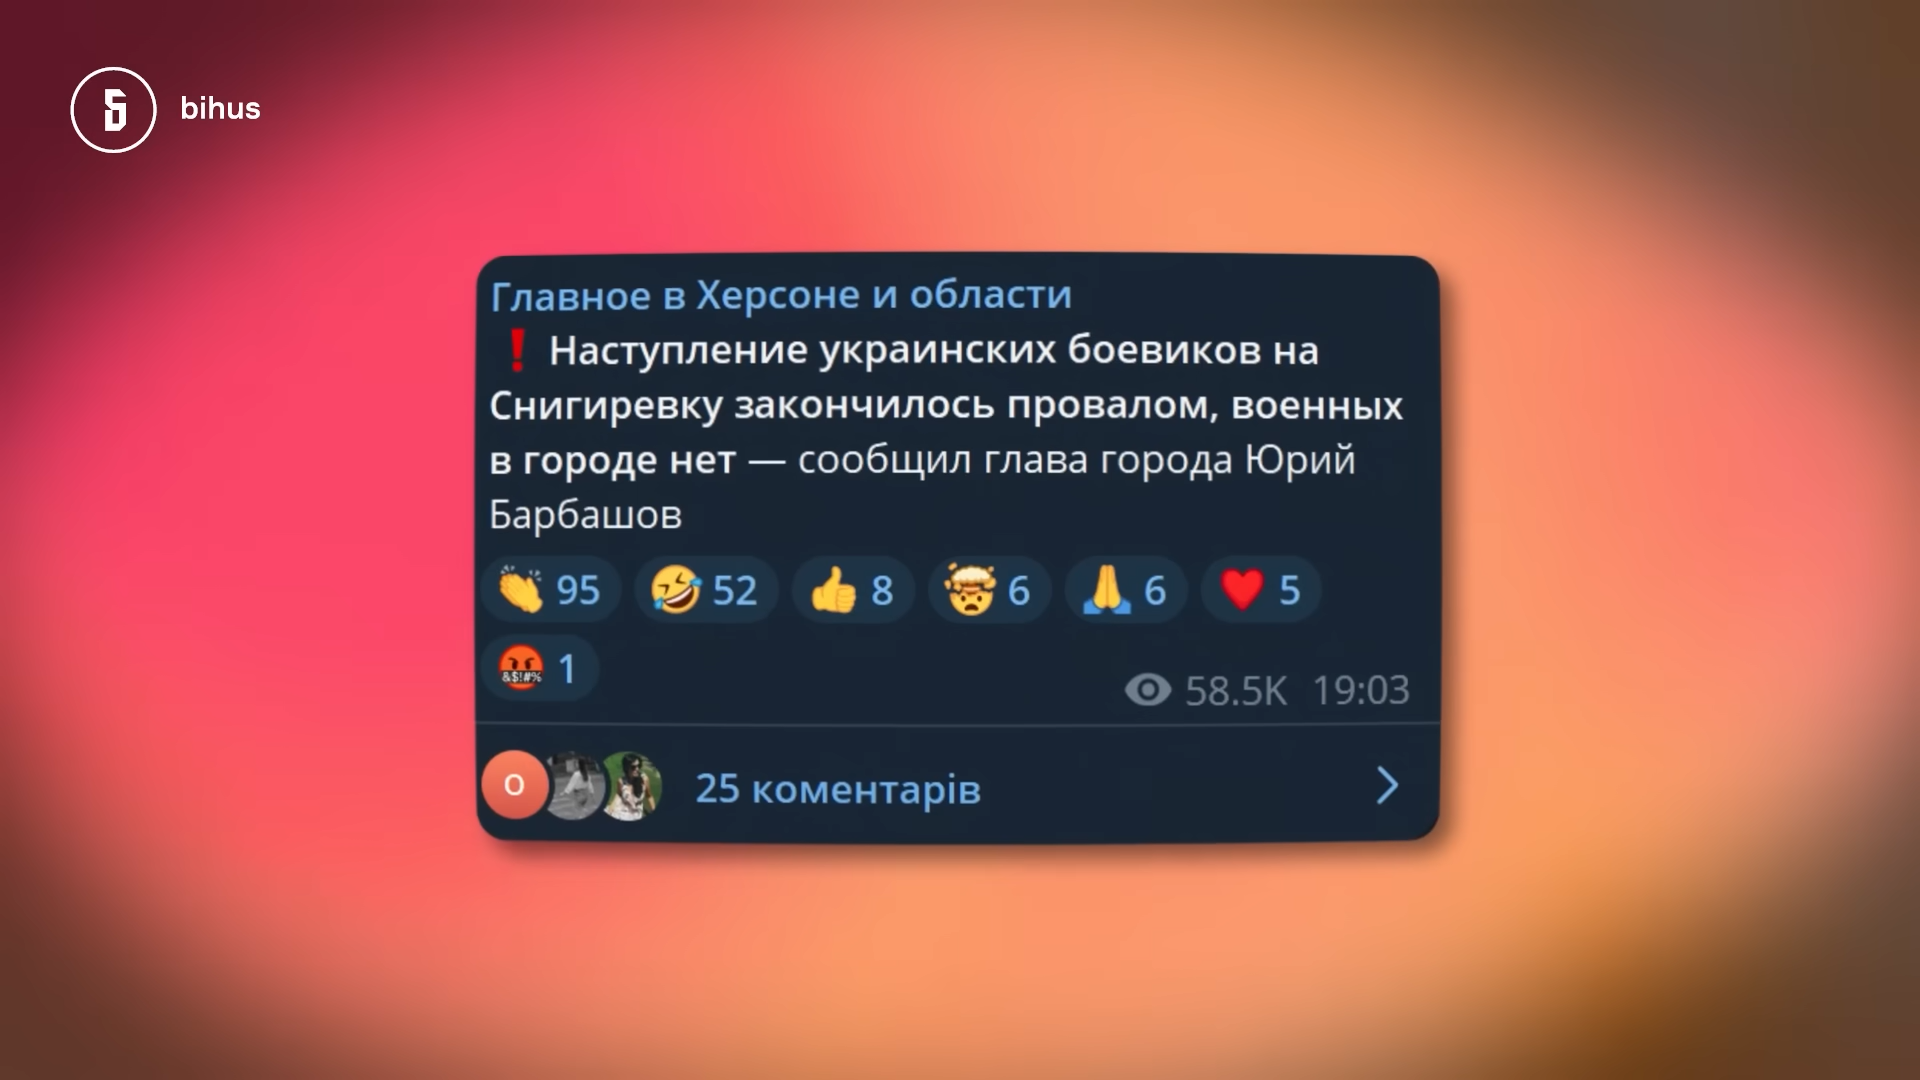 bihus
Главное в Херсоне и области
❗ Наступление украинских боевиков на
Снигиревку закончилось провалом, военных
в городе нет — сообщил глава города Юрий
Барбашов
👏 95 🤣 52 👍 8 🤯 6 🙏 6 ❤ 5
🤬 1
58.5K 19:03
О 25 коментарів